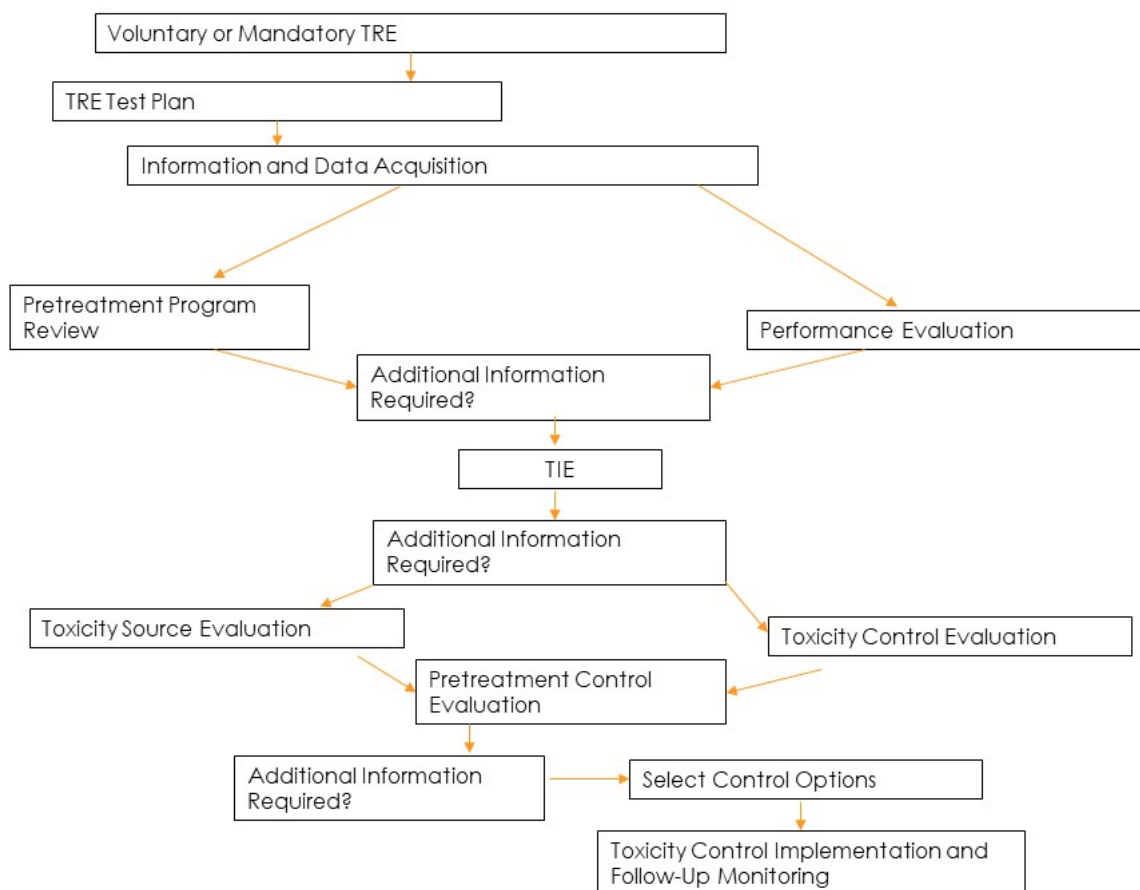 Voluntary or Mandatory TRE
TRE Test Plan
Information and Data Acquisition
Pretreatment Program
Review
Performance Evaluation
Additional Information
Required?
TIE
Additional Information
Required?
Toxicity Source Evaluation
Toxicity Control Evaluation
Pretreatment Control
Evaluation
Additional Information
Required?
Select Control Options
Toxicity Control Implementation and
Follow-Up Monitoring